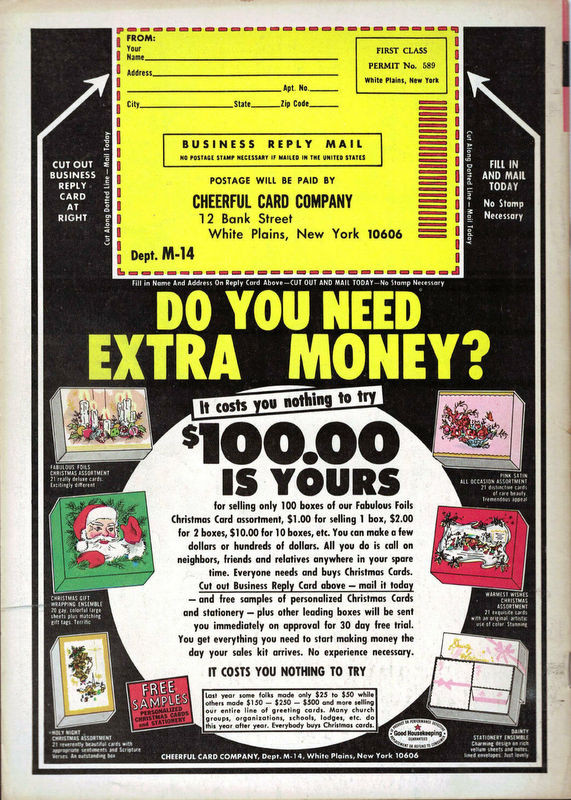 FROM:
Your
Name
Address
Apt. No.
City State Zip Code
FIRST CLASS
PERMIT No. 589
White Plains, New York
BUSINESS REPLY MAIL
NO POSTAGE STAMP NECESSARY IF MAILED IN THE UNITED STATES
POSTAGE WILL BE PAID BY
CHEERFUL CARD COMPANY
12 Bank Street
White Plains, New York 10606
Dept. M-14
Cut Along Dotted Line—Mail Today
Cut Along Dotted Line—Mail Today
CUT OUT
BUSINESS
REPLY
CARD
AT
RIGHT
FILL IN
AND MAIL
TODAY
No Stamp
Necessary
Fill in Name And Address On Reply Card Above—CUT OUT AND MAIL TODAY—No Stamp Necessary
DO YOU NEED
EXTRA MONEY?
It costs you nothing to try
$100.00
IS YOURS
for selling only 100 boxes of our Fabulous Foils
Christmas Card assortment, $1.00 for selling 1 box, $2.00
for 2 boxes, $10.00 for 10 boxes, etc. You can make a few
dollars or hundreds of dollars. All you do is call on
neighbors, friends and relatives anywhere in your spare
time. Everyone needs and buys Christmas Cards.
Cut out Business Reply Card above — mail it today
—and free samples of personalized Christmas Cards
and stationery — plus other leading boxes will be sent
you immediately on approval for 30 day free trial.
You get everything you need to start making money the
day your sales kit arrives. No experience necessary.
IT COSTS YOU NOTHING TO TRY
FABULOUS FOILS
CHRISTMAS ASSORTMENT
21 really deluxe cards.
Excitingly different
CHRISTMAS GIFT
WRAPPING ENSEMBLE
20 gay, colorful large
sheets plus matching
gift tags. Terrific
HOLY NIGHT
CHRISTMAS ASSORTMENT
21 reverently beautiful cards with
appropriate sentiments and Scripture
Verses. An outstanding box
PINK SATIN
ALL OCCASION ASSORTMENT
21 distinctive cards
of rare beauty.
Tremendous appeal
WARMEST WISHES
CHRISTMAS
ASSORTMENT
21 exquisite cards
with an original artistic
use of color. Stunning
DAINTY
STATIONERY ENSEMBLE
Charming design on rich
vellum sheets and notes,
lined envelopes. Just lovely
FREE
SAMPLES
PERSONALIZED
CHRISTMAS CARDS
and STATIONERY
Last year some folks made only $25 to $50 while
others made $150 — $250 — $500 and more selling
our entire line of greeting cards. Many church
groups, organizations, schools, lodges, etc. do
this year after year. Everybody buys Christmas cards.
Good Housekeeping
GUARANTEES
CHEERFUL CARD COMPANY, Dept. M-14, White Plains, New York 10606